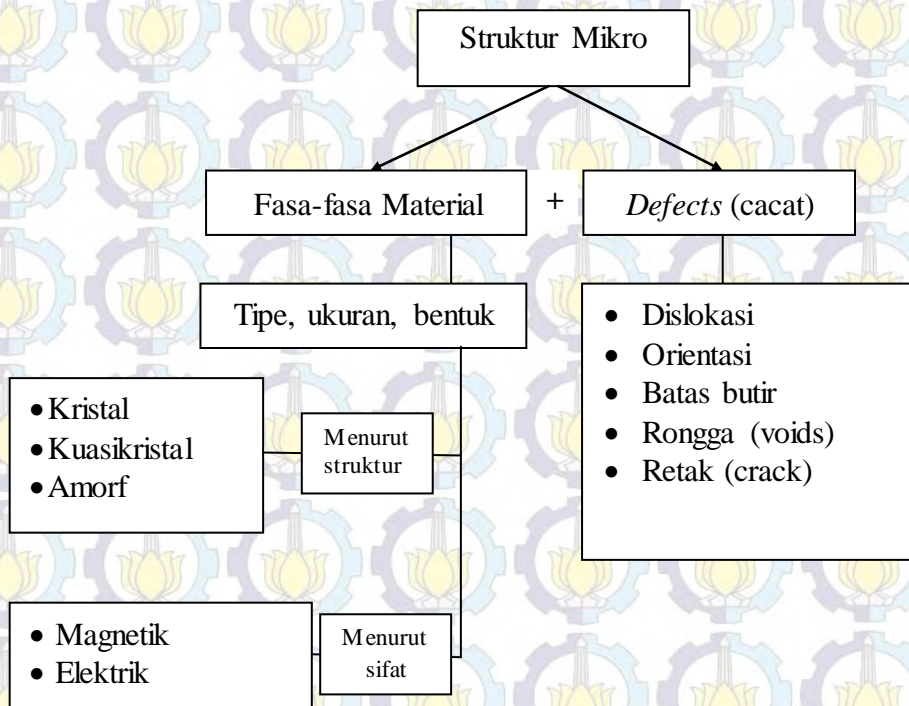 Struktur Mikro
Fasa-fasa Material
+
Defects (cacat)
Tipe, ukuran, bentuk
• Dislokasi
• Orientasi
• Batas butir
• Rongga (voids)
• Retak (crack)
• Kristal
• Kuasikristal
• Amorf
Menurut
struktur
• Magnetik
• Elektrik
Menurut
sifat